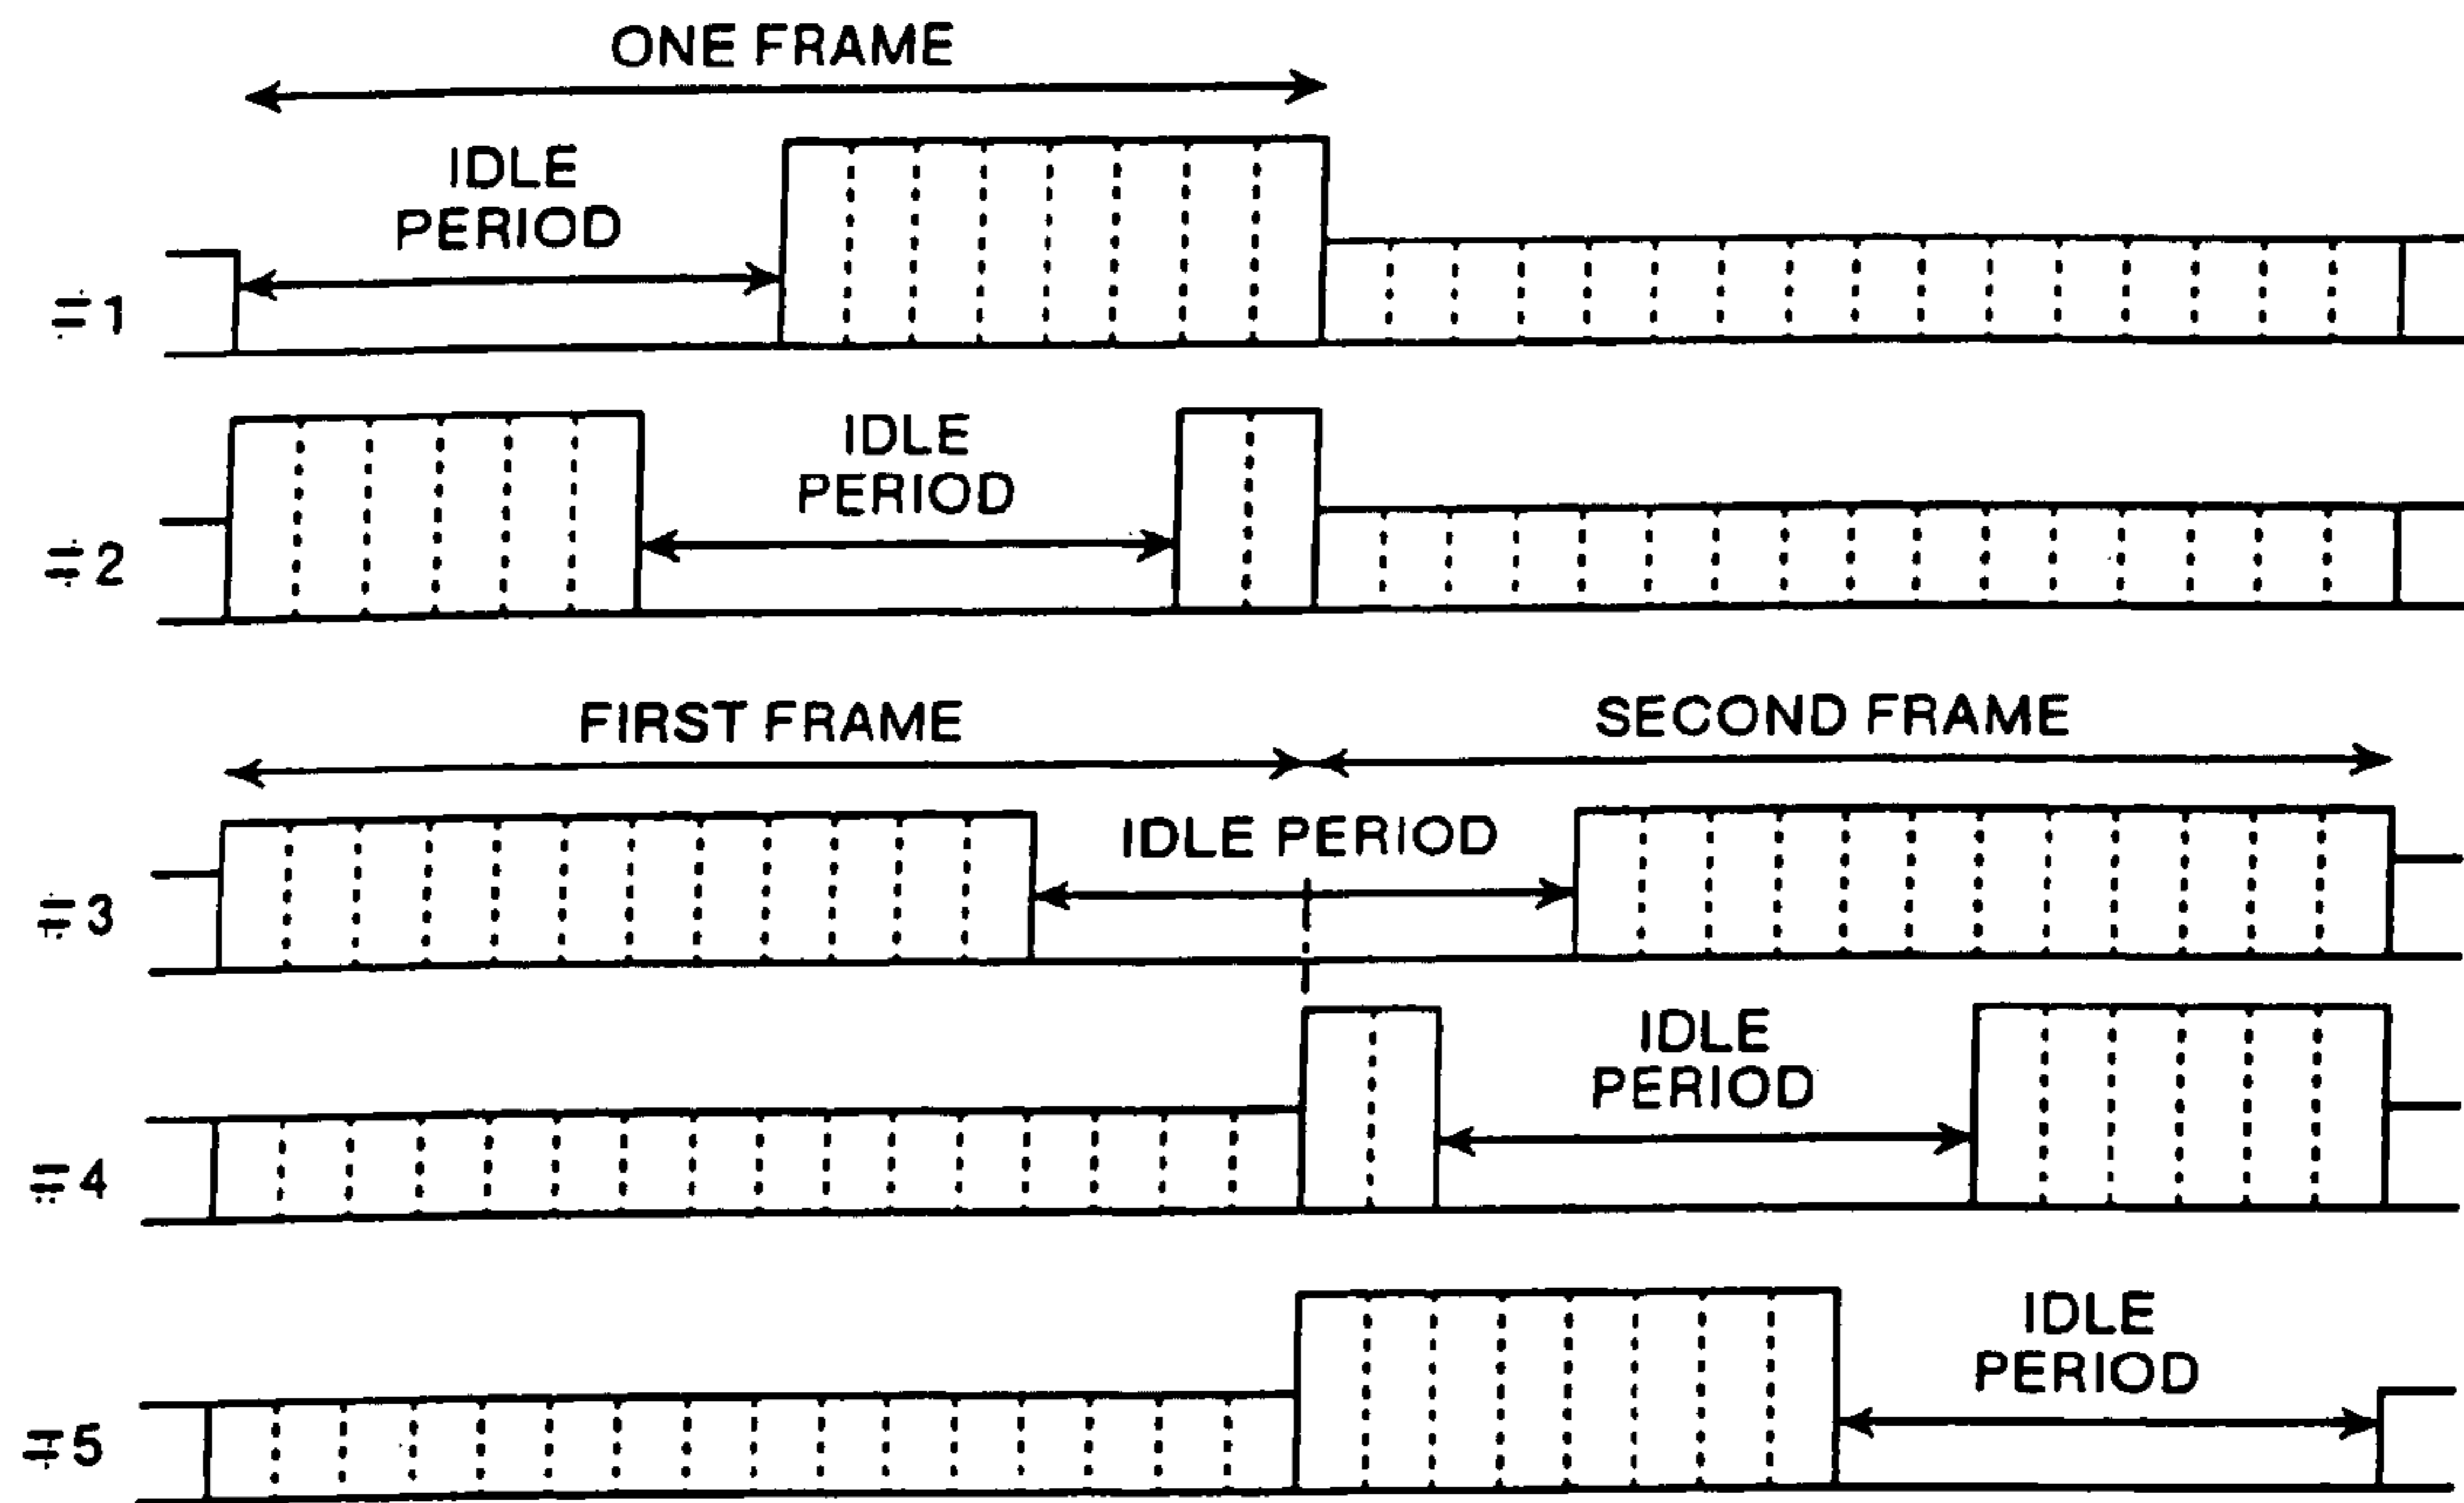 ONE FRAME
IDLE
PERIOD
=1
IDLE
PERIOD
=2
FIRST FRAME
SECOND FRAME
IDLE PERIOD
=3
IDLE
PERIOD
=4
IDLE
PERIOD
=5